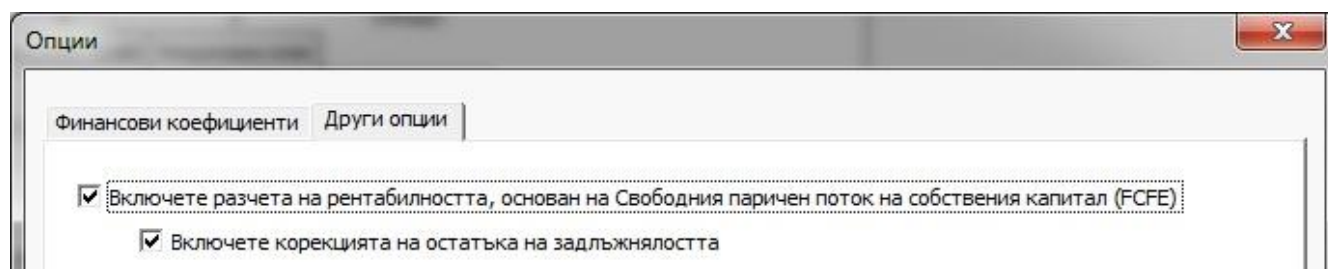 Опции
Финансови коефициенти Други опции
Включете разчета на рентабилността, основан на Свободния паричен поток на собствения капитал (FCFE)
Включете корекцията на остатъка на задлъжнялостта